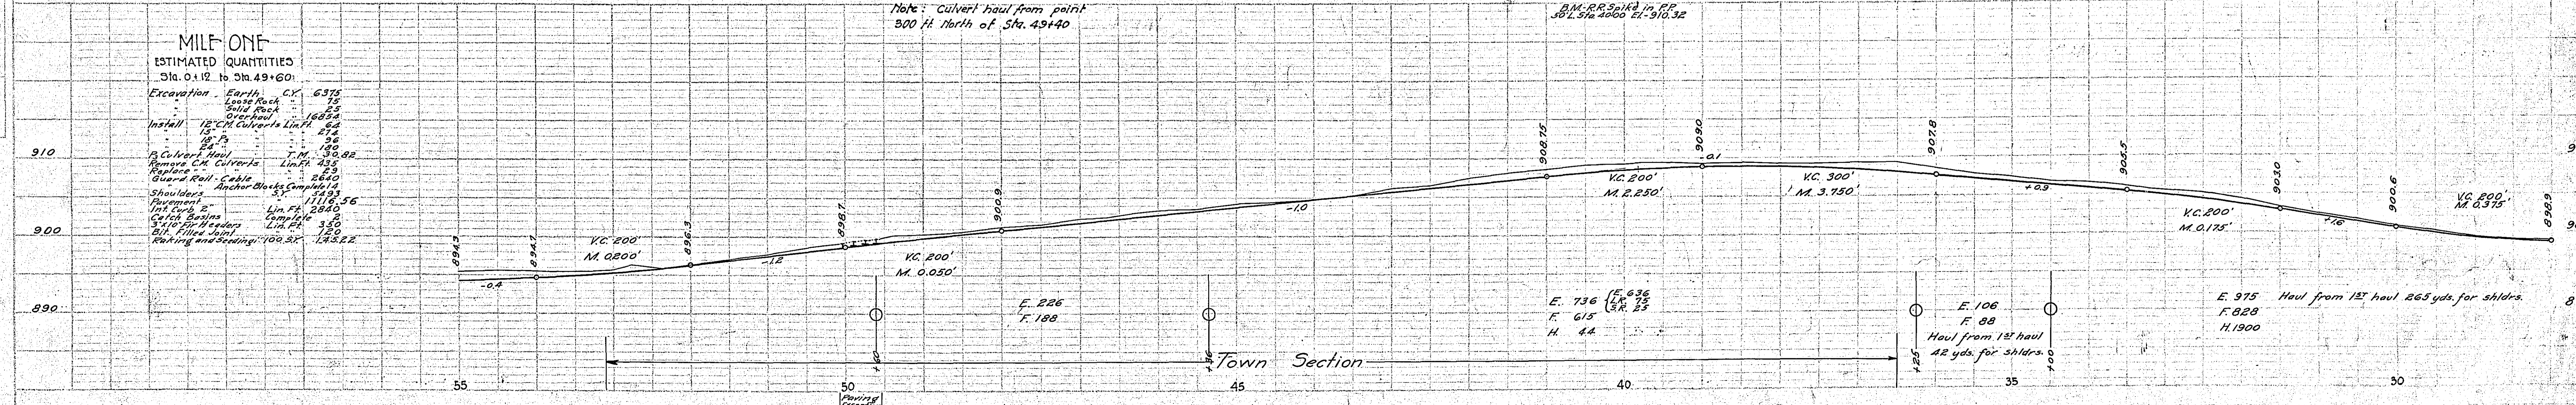 Note: Culvert haul from point
300 ft. North of Sta. 49+40
B.M.-R.R. Spike in P.P.
50' L. Sta. 40+00 El.-910.32
MILE ONE
ESTIMATED QUANTITIES
Sta. 0+12 to Sta. 49+60
Excavation Earth C.Y. 6375
" Loose Rock " 75
" Solid Rock " 25
" Overhaul " 16854
Install 12" C.M. Culverts Lin.Ft. 64
" 15" " " " 274
" 18" P.3 " " 96
" 24" " " " 180
P.3 Culvert Haul T.M. 30.82
Remove C.M. Culverts Lin.Ft. 435
Replace " " " 29
Guard Rail - Cable " 2640
" " Anchor Blocks Complete 14
Shoulders S.Y. 5493
Pavement " 11116.56
Int. Curb 2" Lin. Ft. 2840
Catch Basins Complete 2
3"x10" Fir Headers Lin. Ft. 350
Bit. Filled Joint " 120
Raking and Seeding 100 S.Y. 145.22
910
900
890
894.3
894.7
896.3
898.7
900.9
908.75
909.0
907.8
905.5
903.0
900.6
898.9
-0.4
V.C. 200'
M. 0.200'
-1.2
V.C. 200'
M. 0.050'
-1.0
V.C. 200'
M. 2.250'
-0.1
V.C. 300'
M. 3.750'
+0.9
V.C. 200'
M. 0.175'
+1.6
V.C. 200'
M. 0.375'
E. 226
F. 188
E. 736 { E. 636
L.R. 75
S.R. 25
F. 615
H. 44
E. 106
F. 88
Haul from 1ST haul
42 yds. for shldrs.
E. 975 Haul from 1ST haul 265 yds. for shldrs.
F. 828
H. 1900
+60
+36
+25
+00
Town Section
55
50
45
40
35
30
Paving